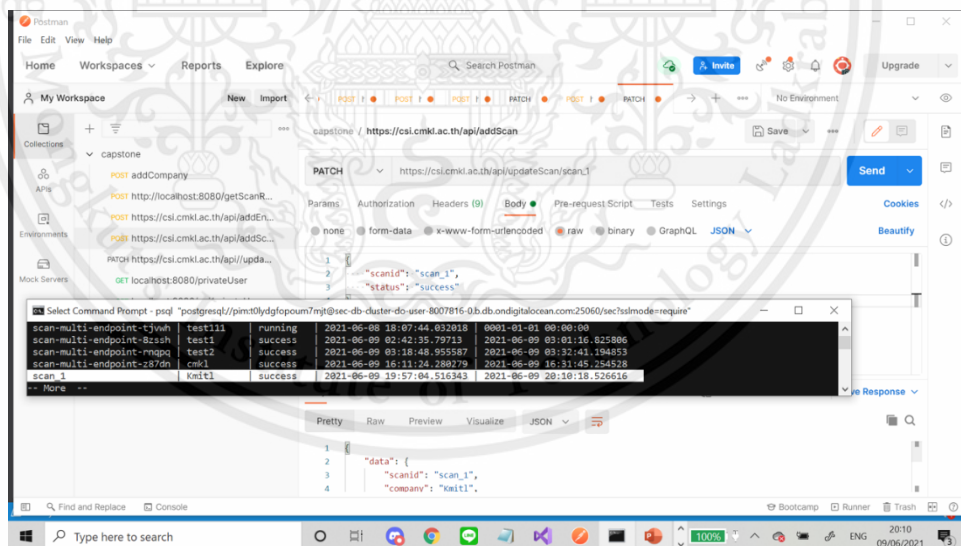 Postman
File Edit View Help
Home Workspaces Reports Explore Search Postman Invite Upgrade
My Workspace New Import POST POST POST PATCH POST PATCH No Environment
Collections
APIs
Environments
Mock Servers
capstone
POST addCompany
POST http://localhost:8080/getScanR...
POST https://csi.cmkl.ac.th/api/addEn...
POST https://csi.cmkl.ac.th/api/addSc...
PATCH https://csi.cmkl.ac.th/api//upda...
GET localhost:8080/privateUser
capstone / https://csi.cmkl.ac.th/api/addScan Save
PATCH https://csi.cmkl.ac.th/api/updateScan/scan_1 Send
Params Authorization Headers (9) Body Pre-request Script Tests Settings Cookies
none form-data x-www-form-urlencoded raw binary GraphQL JSON Beautify
1 {
2 "scanid": "scan_1",
3 "status": "success"
Select Command Prompt - psql "postgresql://pim:t0lydgfopoum7mjt@sec-db-cluster-do-user-8007816-0.b.db.ondigitalocean.com:25060/sec?sslmode=require"
scan-multi-endpoint-tjvwh | test111 | running | 2021-06-08 18:07:44.032018 | 0001-01-01 00:00:00
scan-multi-endpoint-8zssh | test1 | success | 2021-06-09 02:42:35.79713 | 2021-06-09 03:01:16.825806
scan-multi-endpoint-rnqpq | test2 | success | 2021-06-09 03:18:48.955587 | 2021-06-09 03:32:41.194853
scan-multi-endpoint-z87dn | cmkl | success | 2021-06-09 16:11:24.280279 | 2021-06-09 16:31:45.254528
scan_1 | Kmitl | success | 2021-06-09 19:57:04.516343 | 2021-06-09 20:10:18.526616
-- More --
ve Response
Pretty Raw Preview Visualize JSON
1 {
2 "data": {
3 "scanid": "scan_1",
4 "company": "Kmitl",
Find and Replace Console Bootcamp Runner Trash
Type here to search 100% ENG 20:10
09/06/2021